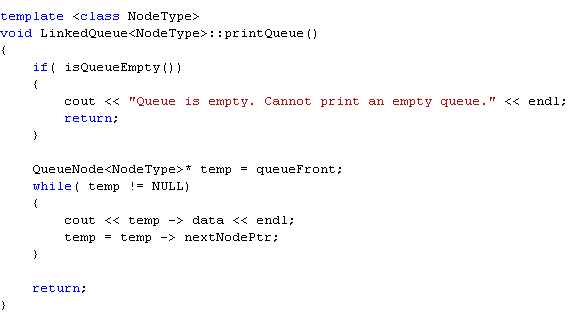 template <class NodeType>
void LinkedQueue<NodeType>::printQueue()
{
    if( isQueueEmpty())
    {
        cout << "Queue is empty. Cannot print an empty queue." << endl;
        return;
    }

    QueueNode<NodeType>* temp = queueFront;
    while( temp != NULL)
    {
        cout << temp -> data << endl;
        temp = temp -> nextNodePtr;
    }

    return;
}